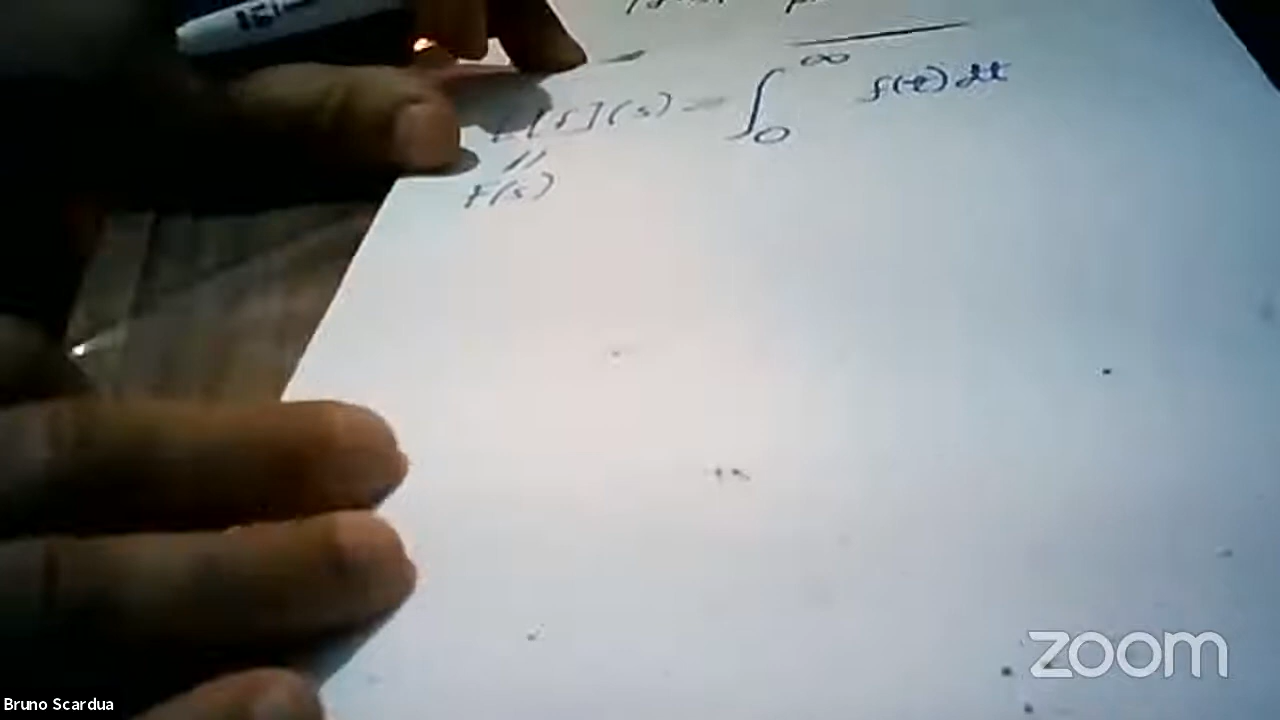 L[f](s) = ∫₀^∞ f(t) dt
||
F(s)
zoom
Bruno Scardua